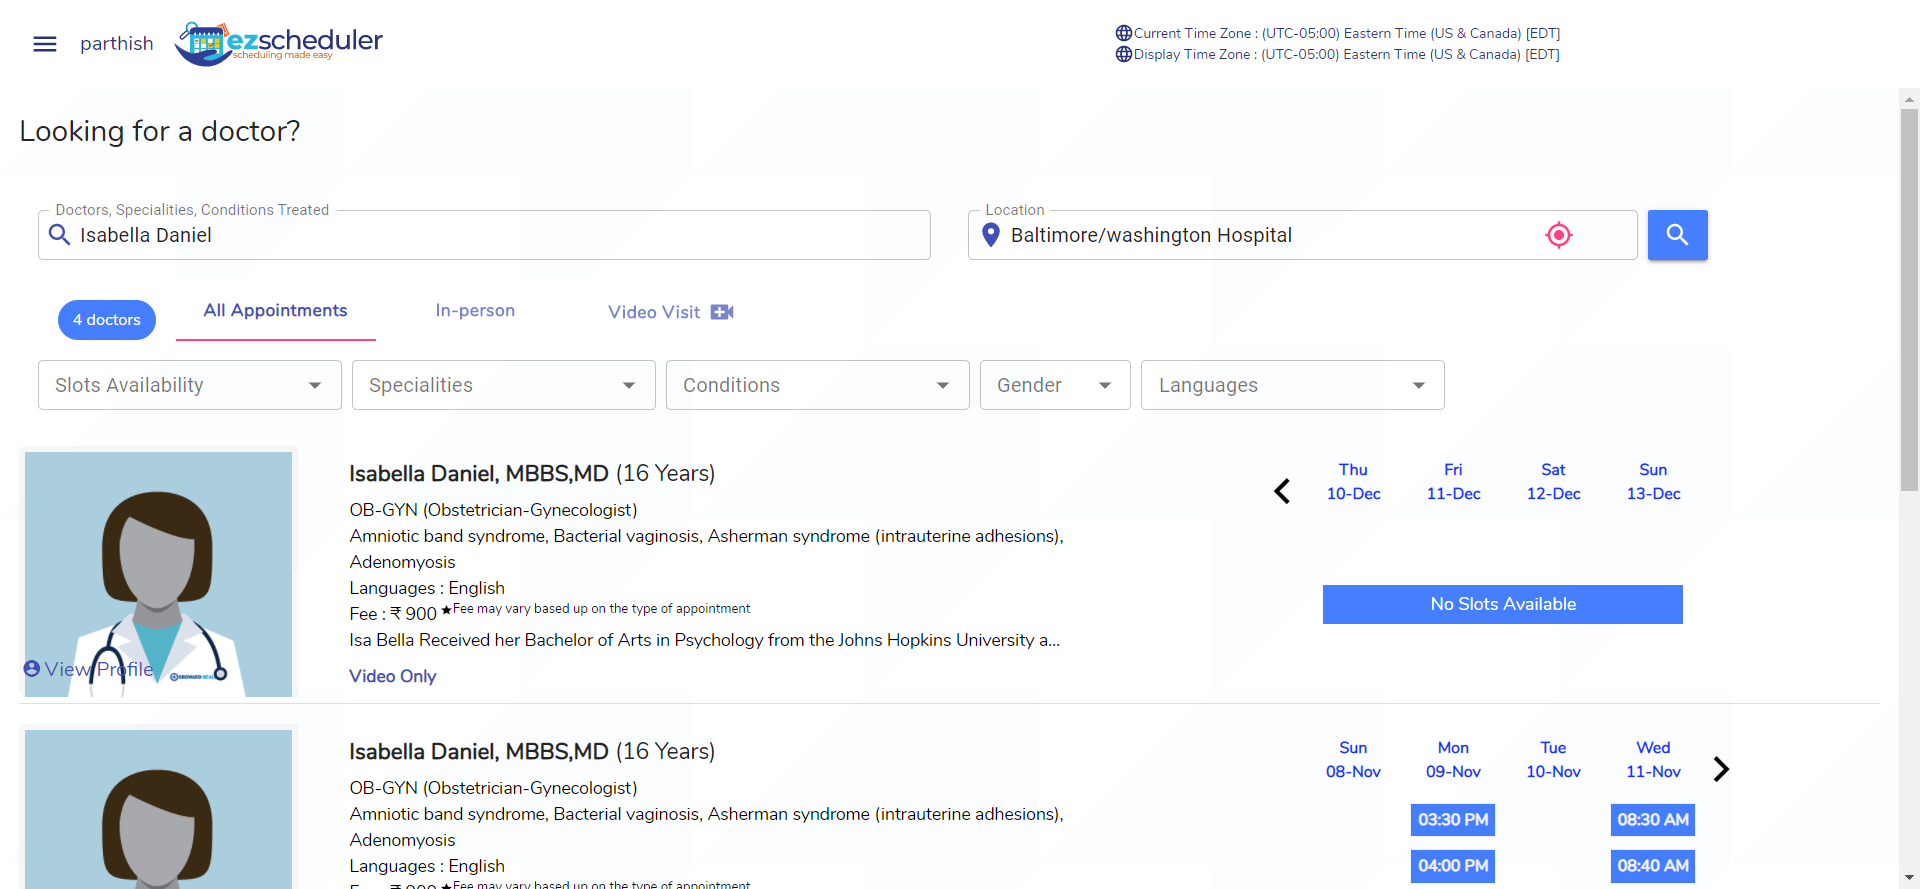 parthish
ezscheduler
scheduling made easy
Current Time Zone : (UTC-05:00) Eastern Time (US & Canada) [EDT]
Display Time Zone : (UTC-05:00) Eastern Time (US & Canada) [EDT]
Looking for a doctor?
Doctors, Specialities, Conditions Treated
Isabella Daniel
Location
Baltimore/washington Hospital
4 doctors
All Appointments
In-person
Video Visit
Slots Availability
Specialities
Conditions
Gender
Languages
Isabella Daniel, MBBS,MD (16 Years)
OB-GYN (Obstetrician-Gynecologist)
Amniotic band syndrome, Bacterial vaginosis, Asherman syndrome (intrauterine adhesions),
Adenomyosis
Languages : English
Fee : ₹ 900 ★Fee may vary based up on the type of appointment
Isa Bella Received her Bachelor of Arts in Psychology from the Johns Hopkins University a...
Video Only
View Profile
BROWARD HEALTH
Thu Fri Sat Sun
10-Dec 11-Dec 12-Dec 13-Dec
No Slots Available
Isabella Daniel, MBBS,MD (16 Years)
OB-GYN (Obstetrician-Gynecologist)
Amniotic band syndrome, Bacterial vaginosis, Asherman syndrome (intrauterine adhesions),
Adenomyosis
Languages : English
Fee : ₹ 900 ★Fee may vary based up on the type of appointment
Sun Mon Tue Wed
08-Nov 09-Nov 10-Nov 11-Nov
03:30 PM 08:30 AM
04:00 PM 08:40 AM